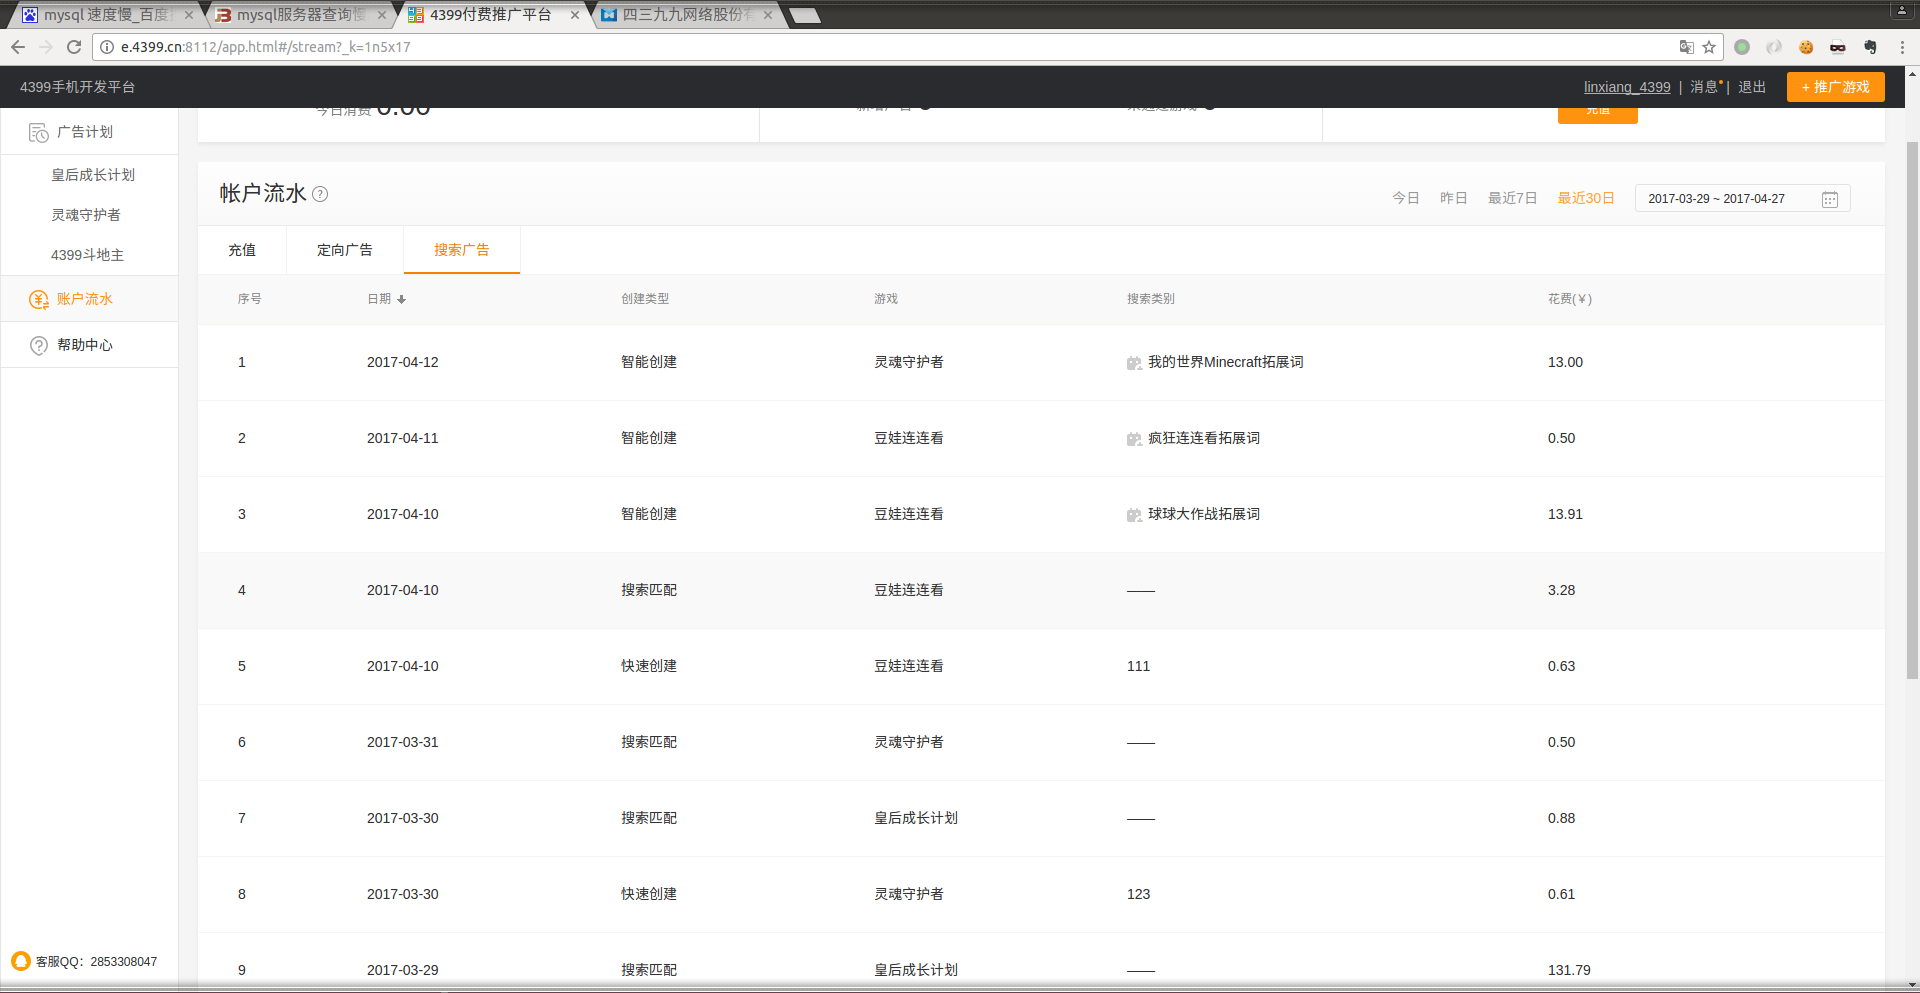 mysql 速度慢_百度
mysql服务器查询慢
4399付费推广平台
四三九九网络股份有
e.4399.cn:8112/app.html#/stream?_k=1n5x17
4399手机开发平台
linxiang_4399 | 消息 | 退出
+ 推广游戏
今日消费 0.00
充值
广告计划
皇后成长计划
灵魂守护者
4399斗地主
账户流水
帮助中心
客服QQ：2853308047
帐户流水 ?
今日 昨日 最近7日 最近30日 2017-03-29 ~ 2017-04-27
充值 定向广告 搜索广告
序号 日期 创建类型 游戏 搜索类别 花费(￥)
1 2017-04-12 智能创建 灵魂守护者 我的世界Minecraft拓展词 13.00
2 2017-04-11 智能创建 豆娃连连看 疯狂连连看拓展词 0.50
3 2017-04-10 智能创建 豆娃连连看 球球大作战拓展词 13.91
4 2017-04-10 搜索匹配 豆娃连连看 —— 3.28
5 2017-04-10 快速创建 豆娃连连看 111 0.63
6 2017-03-31 搜索匹配 灵魂守护者 —— 0.50
7 2017-03-30 搜索匹配 皇后成长计划 —— 0.88
8 2017-03-30 快速创建 灵魂守护者 123 0.61
9 2017-03-29 搜索匹配 皇后成长计划 —— 131.79